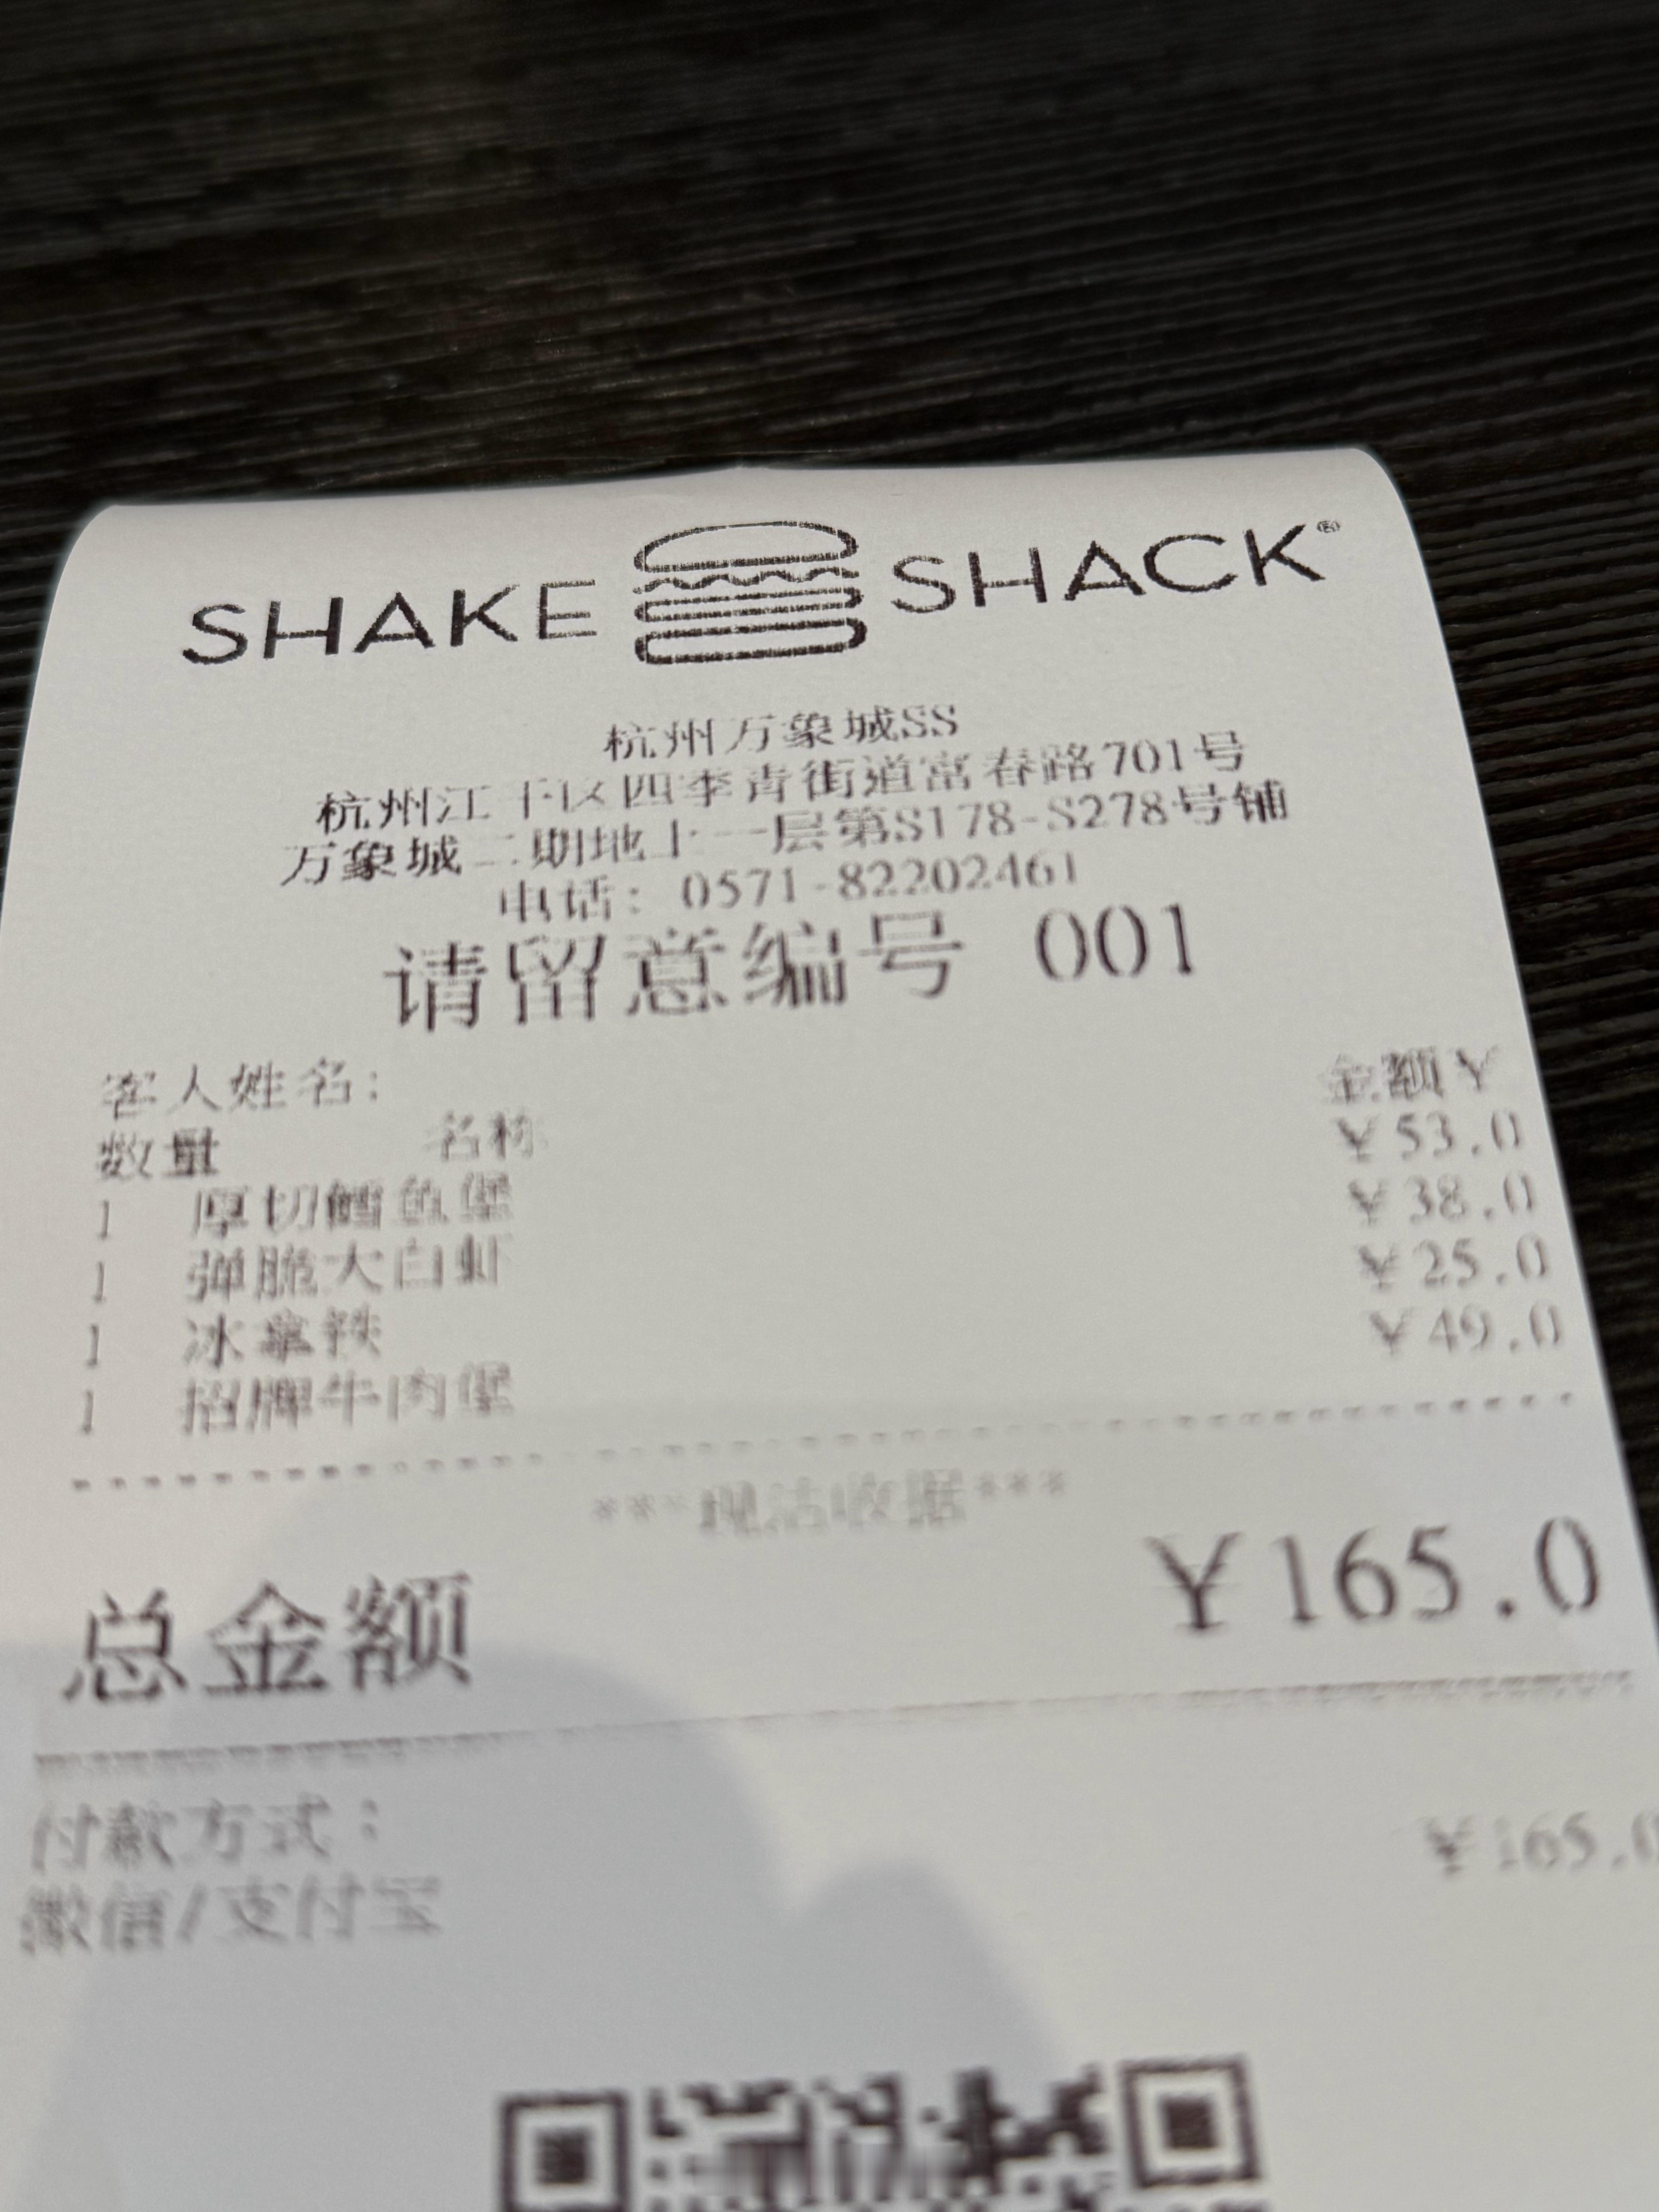 SHAKE SHACK®
杭州万象城SS
杭州江干区四季青街道富春路701号
万象城二期地上一层第S178-S278号铺
电话: 0571-82202461
请留意编号 001
客人姓名:
数量 名称 金额¥
1 厚切鳕鱼堡 ¥53.0
1 弹脆大白虾 ¥38.0
1 冰拿铁 ¥25.0
1 招牌牛肉堡 ¥49.0
总金额 ¥165.0
付款方式:
微信/支付宝 ¥165.0